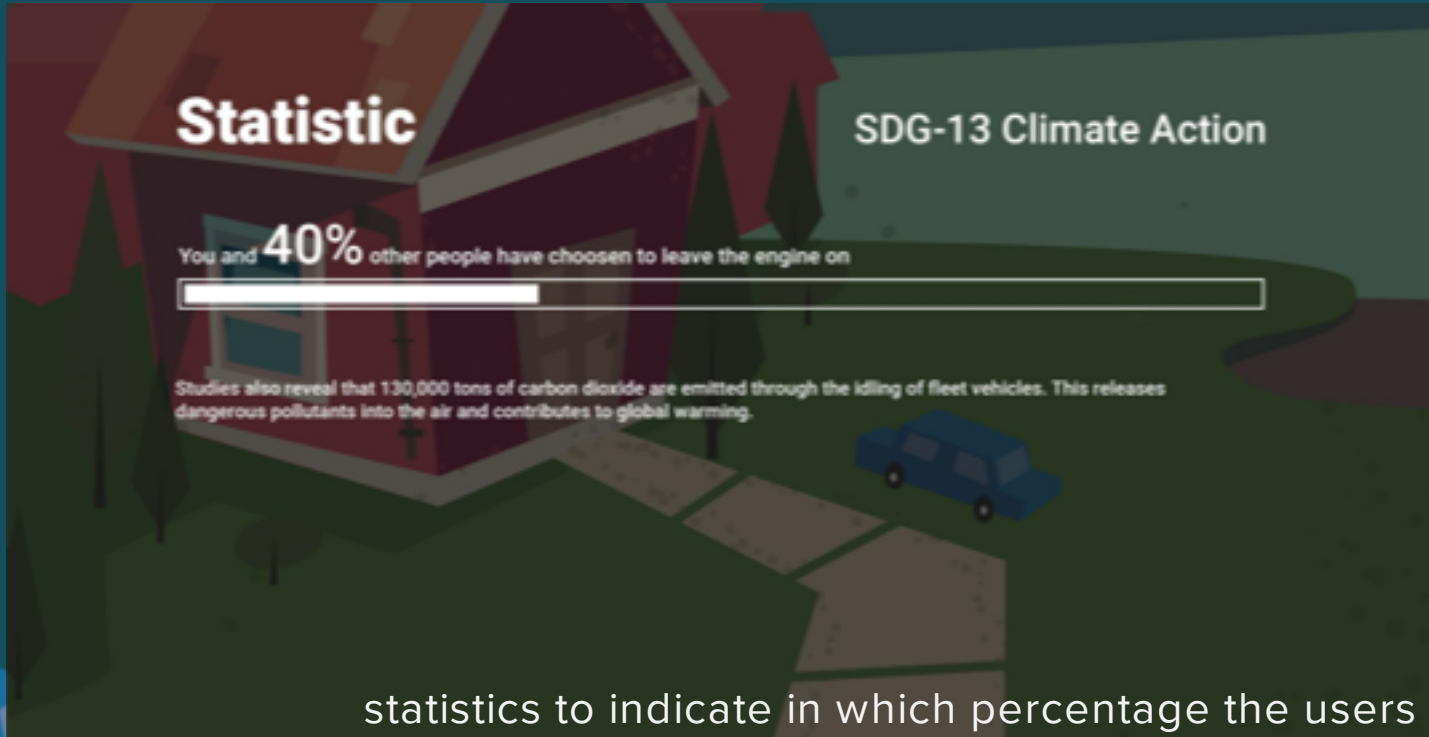 Statistic
SDG-13 Climate Action
You and 40% other people have choosen to leave the engine on
Studies also reveal that 130,000 tons of carbon dioxide are emitted through the idling of fleet vehicles. This releases
dangerous pollutants into the air and contributes to global warming.
statistics to indicate in which percentage the users